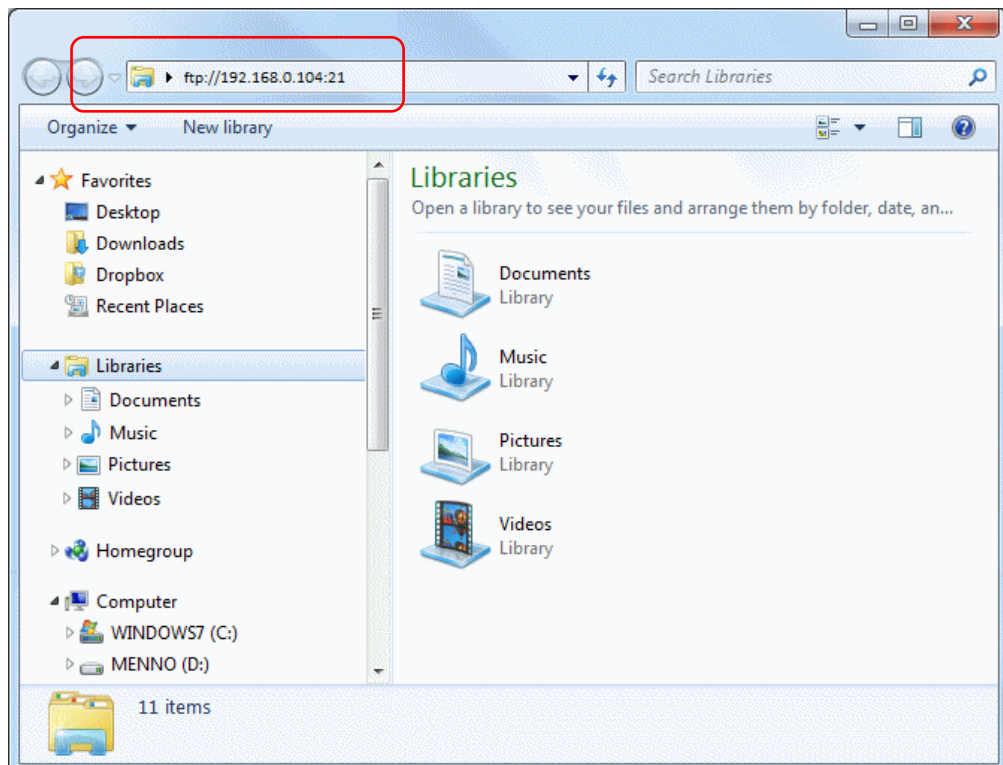 ftp://192.168.0.104:21
Search Libraries
Organize
New library
Favorites
Desktop
Downloads
Dropbox
Recent Places
Libraries
Documents
Music
Pictures
Videos
Homegroup
Computer
WINDOWS7 (C:)
MENNO (D:)
Libraries
Open a library to see your files and arrange them by folder, date, an...
Documents
Library
Music
Library
Pictures
Library
Videos
Library
11 items